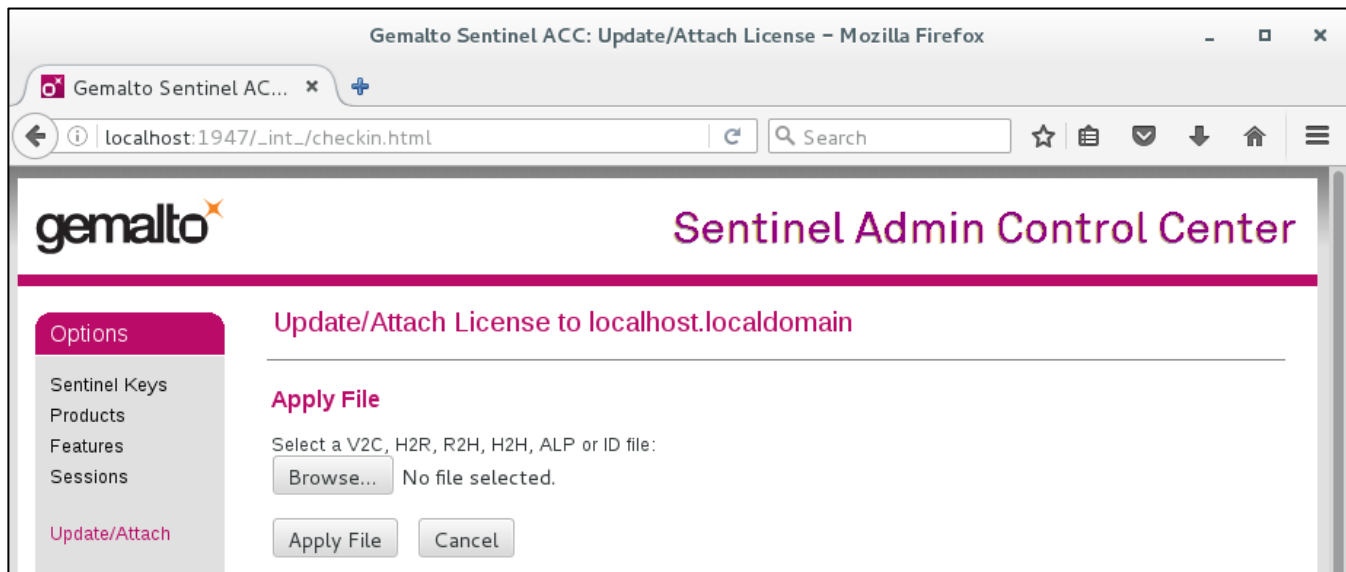 Gemalto Sentinel ACC: Update/Attach License – Mozilla Firefox
Gemalto Sentinel AC...
localhost:1947/_int_/checkin.html
Search
gemalto
Sentinel Admin Control Center
Options
Update/Attach License to localhost.localdomain
Sentinel Keys
Products
Features
Sessions
Update/Attach
Apply File
Select a V2C, H2R, R2H, H2H, ALP or ID file:
Browse... No file selected.
Apply File Cancel